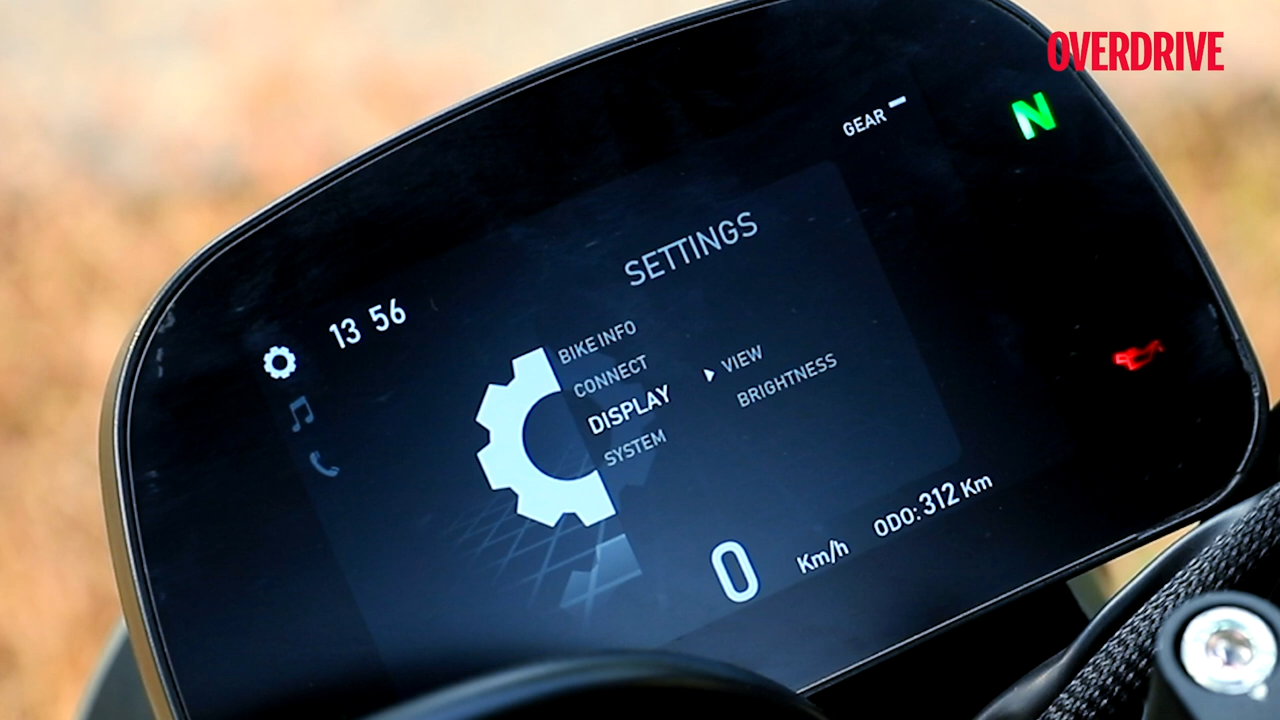 OVERDRIVE
GEAR –
N
SETTINGS
13 56
BIKE INFO
CONNECT
DISPLAY
SYSTEM
VIEW
BRIGHTNESS
0 Km/h
ODO: 312 Km